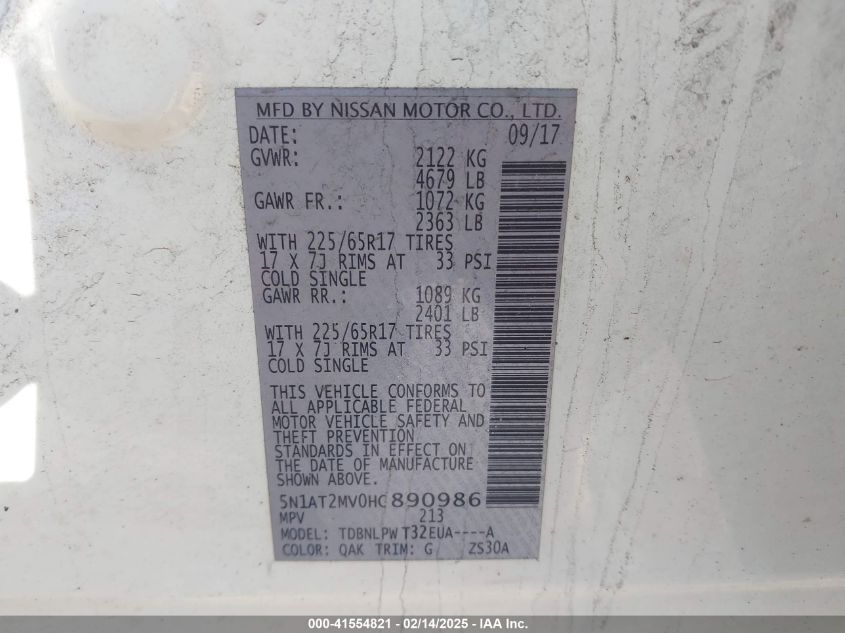 MFD BY NISSAN MOTOR CO., LTD.
DATE: 09/17
GVWR: 2122 KG
4679 LB
GAWR FR.: 1072 KG
2363 LB
WITH 225/65R17 TIRES
17 X 7J RIMS AT 33 PSI
COLD SINGLE
GAWR RR.: 1089 KG
2401 LB
WITH 225/65R17 TIRES
17 X 7J RIMS AT 33 PSI
COLD SINGLE
THIS VEHICLE CONFORMS TO
ALL APPLICABLE FEDERAL
MOTOR VEHICLE SAFETY AND
THEFT PREVENTION
STANDARDS IN EFFECT ON
THE DATE OF MANUFACTURE
SHOWN ABOVE.
5N1AT2MV0HC890986
MPV 213
MODEL: TDBNLPW T32EUA----A
COLOR: QAK TRIM: G ZS30A
000-41554821 - 02/14/2025 - IAA Inc.